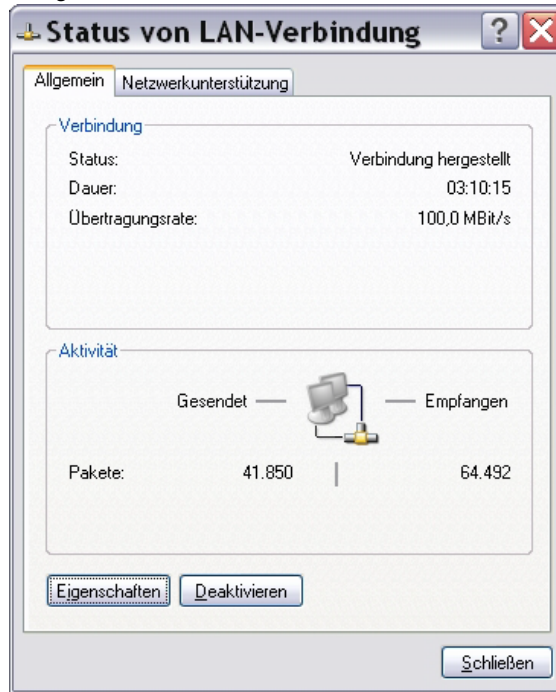 Status von LAN-Verbindung
Allgemein Netzwerkunterstützung
Verbindung
Status: Verbindung hergestellt
Dauer: 03:10:15
Übertragungsrate: 100,0 MBit/s
Aktivität
Gesendet Empfangen
Pakete: 41.850 64.492
Eigenschaften Deaktivieren
Schließen